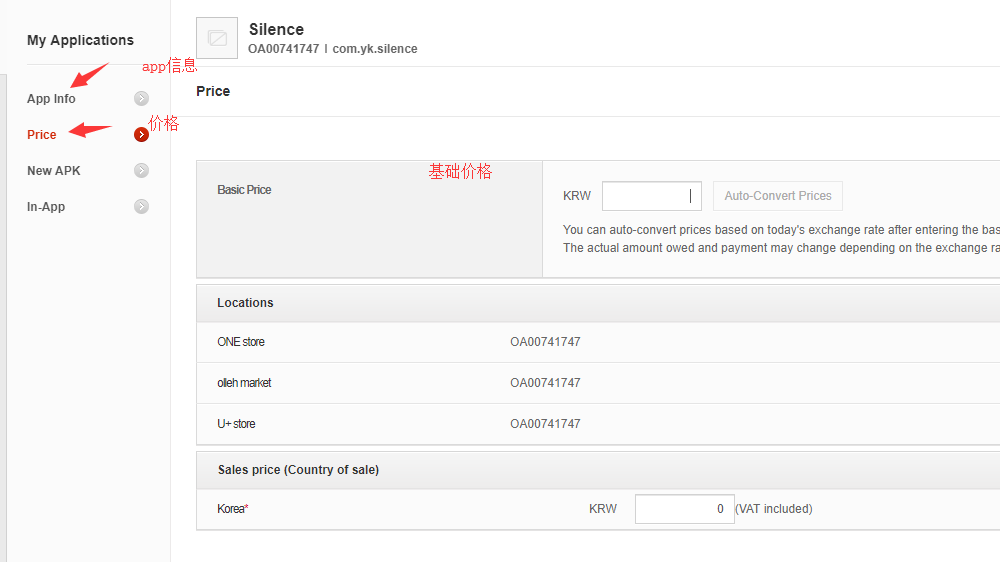 My Applications
app信息
App Info
价格
Price
New APK
In-App
Silence
OA00741747 | com.yk.silence
Price
基础价格
Basic Price
KRW
Auto-Convert Prices
You can auto-convert prices based on today's exchange rate after entering the bas
The actual amount owed and payment may change depending on the exchange ra
Locations
ONE store OA00741747
olleh market OA00741747
U+ store OA00741747
Sales price (Country of sale)
Korea* KRW 0 (VAT included)